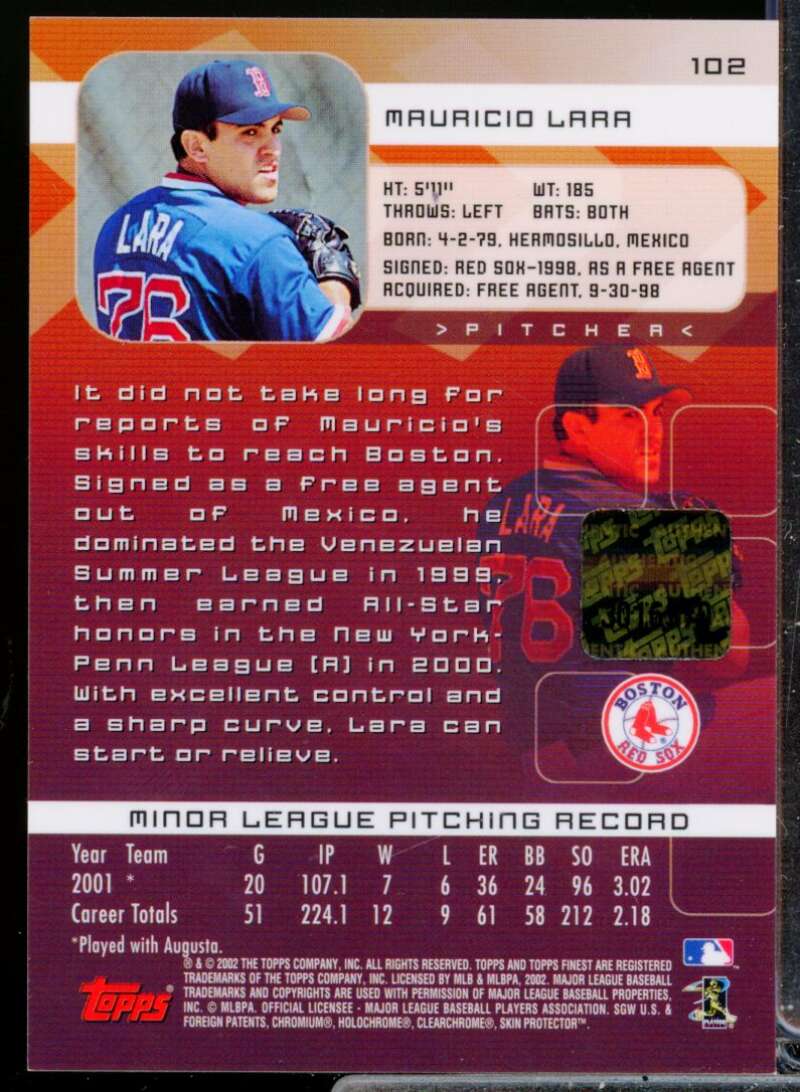 102
MAURICIO LARA
HT: 5'11" WT: 185
THROWS: LEFT BATS: BOTH
BORN: 4-2-79, HERMOSILLO, MEXICO
SIGNED: RED SOX-1998, AS A FREE AGENT
ACQUIRED: FREE AGENT, 9-30-98
>PITCHER<
B
LARA
76
It did not take long for
reports of Mauricio's
skills to reach Boston.
Signed as a free agent
out of Mexico, he
dominated the Venezuelan
Summer League in 1999,
then earned All-Star
honors in the New York-
Penn League (A) in 2000.
With excellent control and
a sharp curve, Lara can
start or relieve.
B
LARA
76
Topps
BOSTON
RED SOX
MINOR LEAGUE PITCHING RECORD
Year Team G IP W L ER BB SO ERA
2001 * 20 107.1 7 6 36 24 96 3.02
Career Totals 51 224.1 12 9 61 58 212 2.18
*Played with Augusta.
Topps
® & © 2002 THE TOPPS COMPANY, INC. ALL RIGHTS RESERVED. TOPPS AND TOPPS FINEST ARE REGISTERED
TRADEMARKS OF THE TOPPS COMPANY, INC. LICENSED BY MLB & MLBPA, 2002. MAJOR LEAGUE BASEBALL
TRADEMARKS AND COPYRIGHTS ARE USED WITH PERMISSION OF MAJOR LEAGUE BASEBALL PROPERTIES,
INC. © MLBPA. OFFICIAL LICENSEE - MAJOR LEAGUE BASEBALL PLAYERS ASSOCIATION. SGW U.S. &
FOREIGN PATENTS, CHROMIUM®, HOLOCHROME®, CLEARCHROME®, SKIN PROTECTOR™.